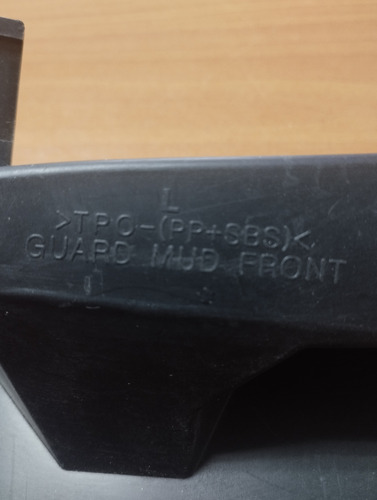 L
>TPO-(PP+SBS)<
GUARD MUD FRONT